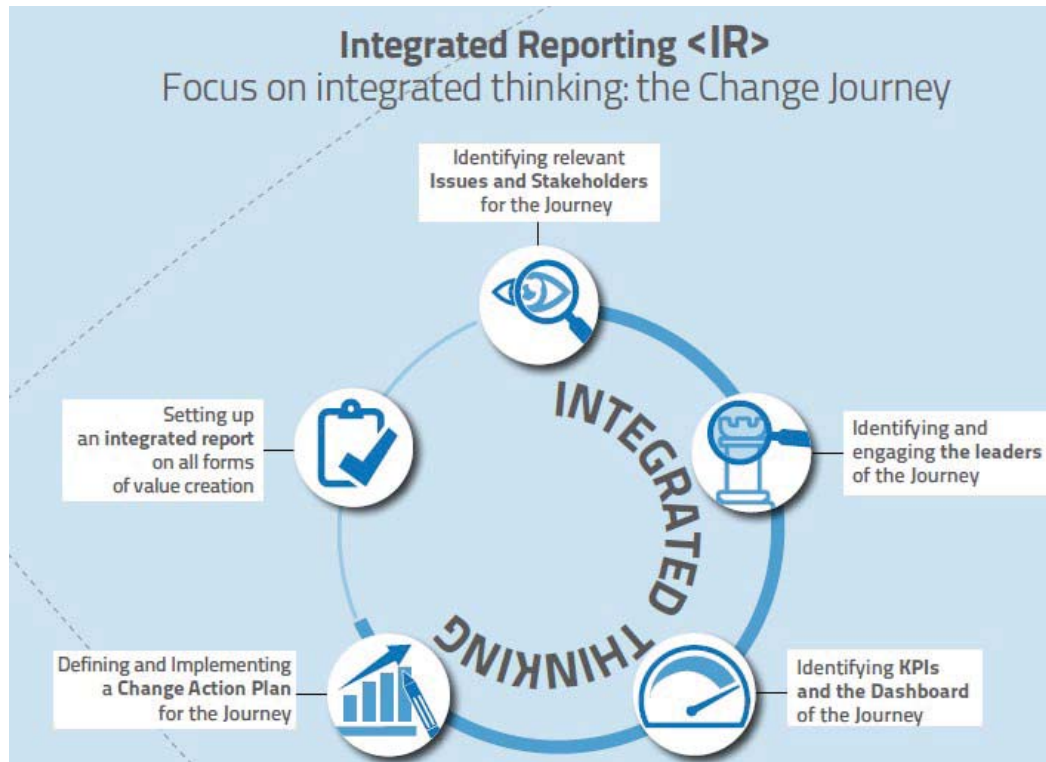 Integrated Reporting <IR>
Focus on integrated thinking: the Change Journey
Identifying relevant
Issues and Stakeholders
for the Journey
Identifying and
engaging the leaders
of the Journey
Identifying KPIs
and the Dashboard
of the Journey
Defining and Implementing
a Change Action Plan
for the Journey
Setting up
an integrated report
on all forms
of value creation
INTEGRATED THINKING